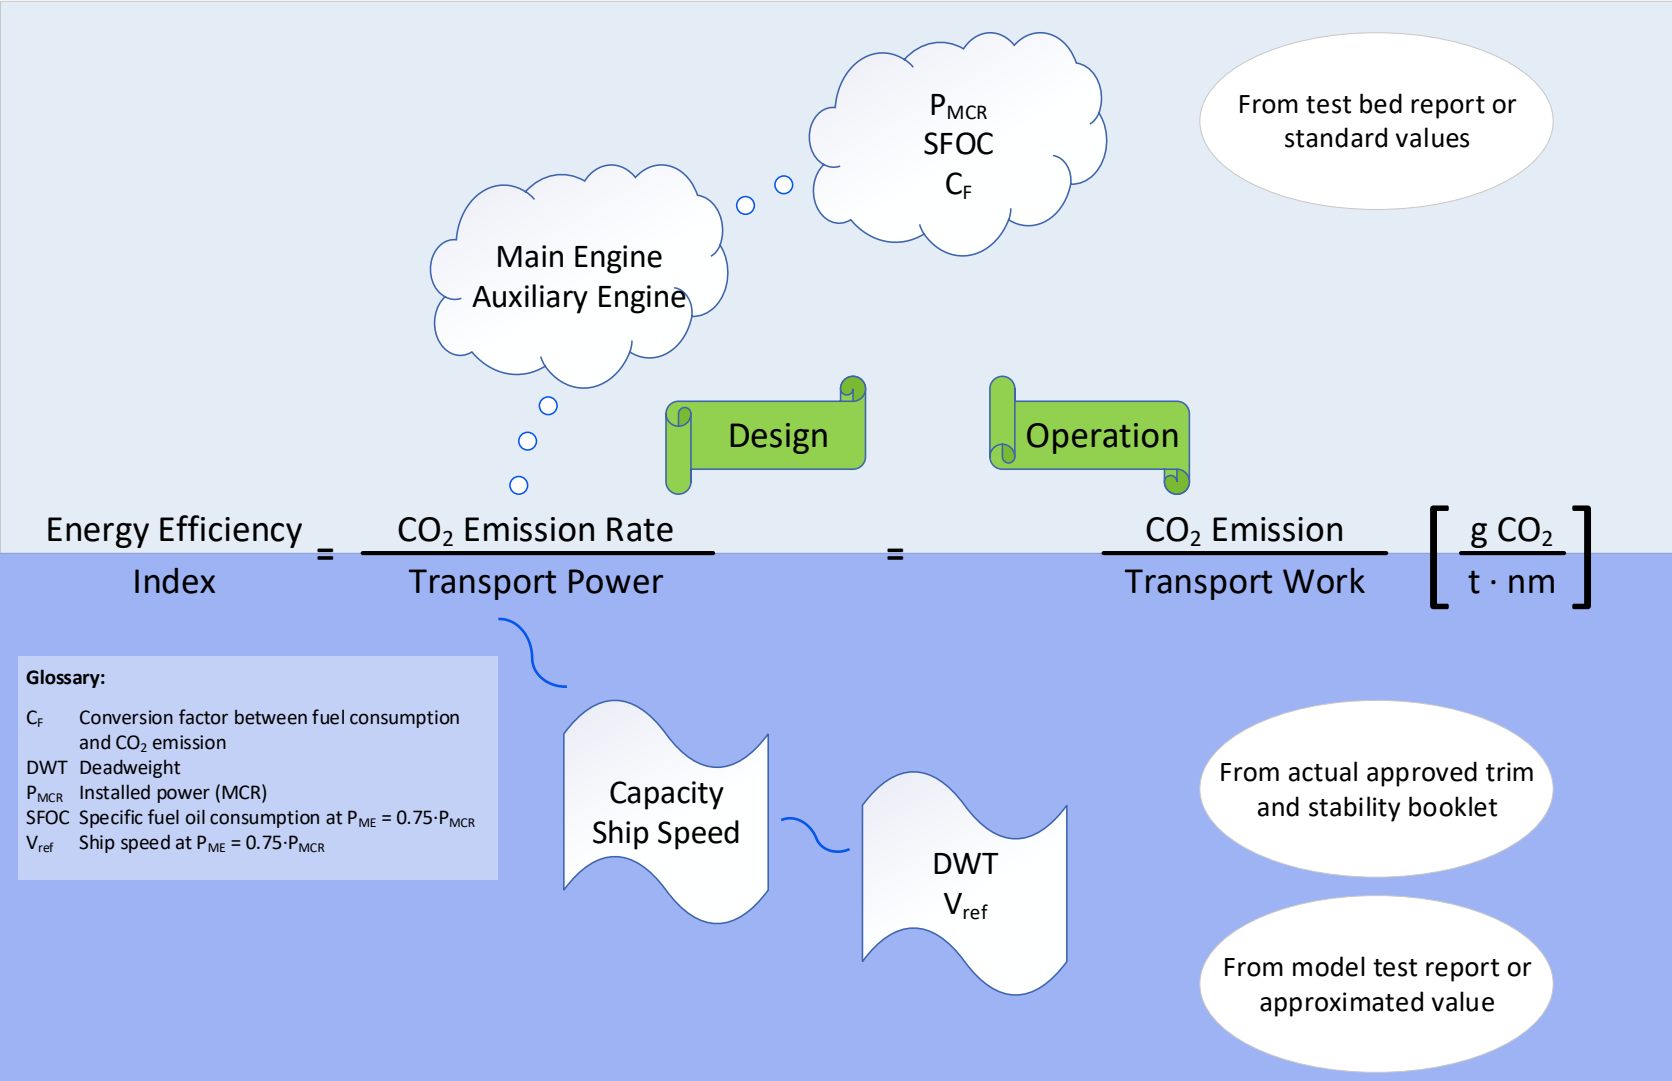 P_MCR
SFOC
C_F
From test bed report or
standard values
Main Engine
Auxiliary Engine
Design
Operation
Energy Efficiency
Index
=
CO₂ Emission Rate
Transport Power
=
CO₂ Emission
Transport Work
[g CO₂
t · nm]
Glossary:
C_F Conversion factor between fuel consumption
and CO₂ emission
DWT Deadweight
P_MCR Installed power (MCR)
SFOC Specific fuel oil consumption at P_ME = 0.75·P_MCR
V_ref Ship speed at P_ME = 0.75·P_MCR
Capacity
Ship Speed
DWT
V_ref
From actual approved trim
and stability booklet
From model test report or
approximated value